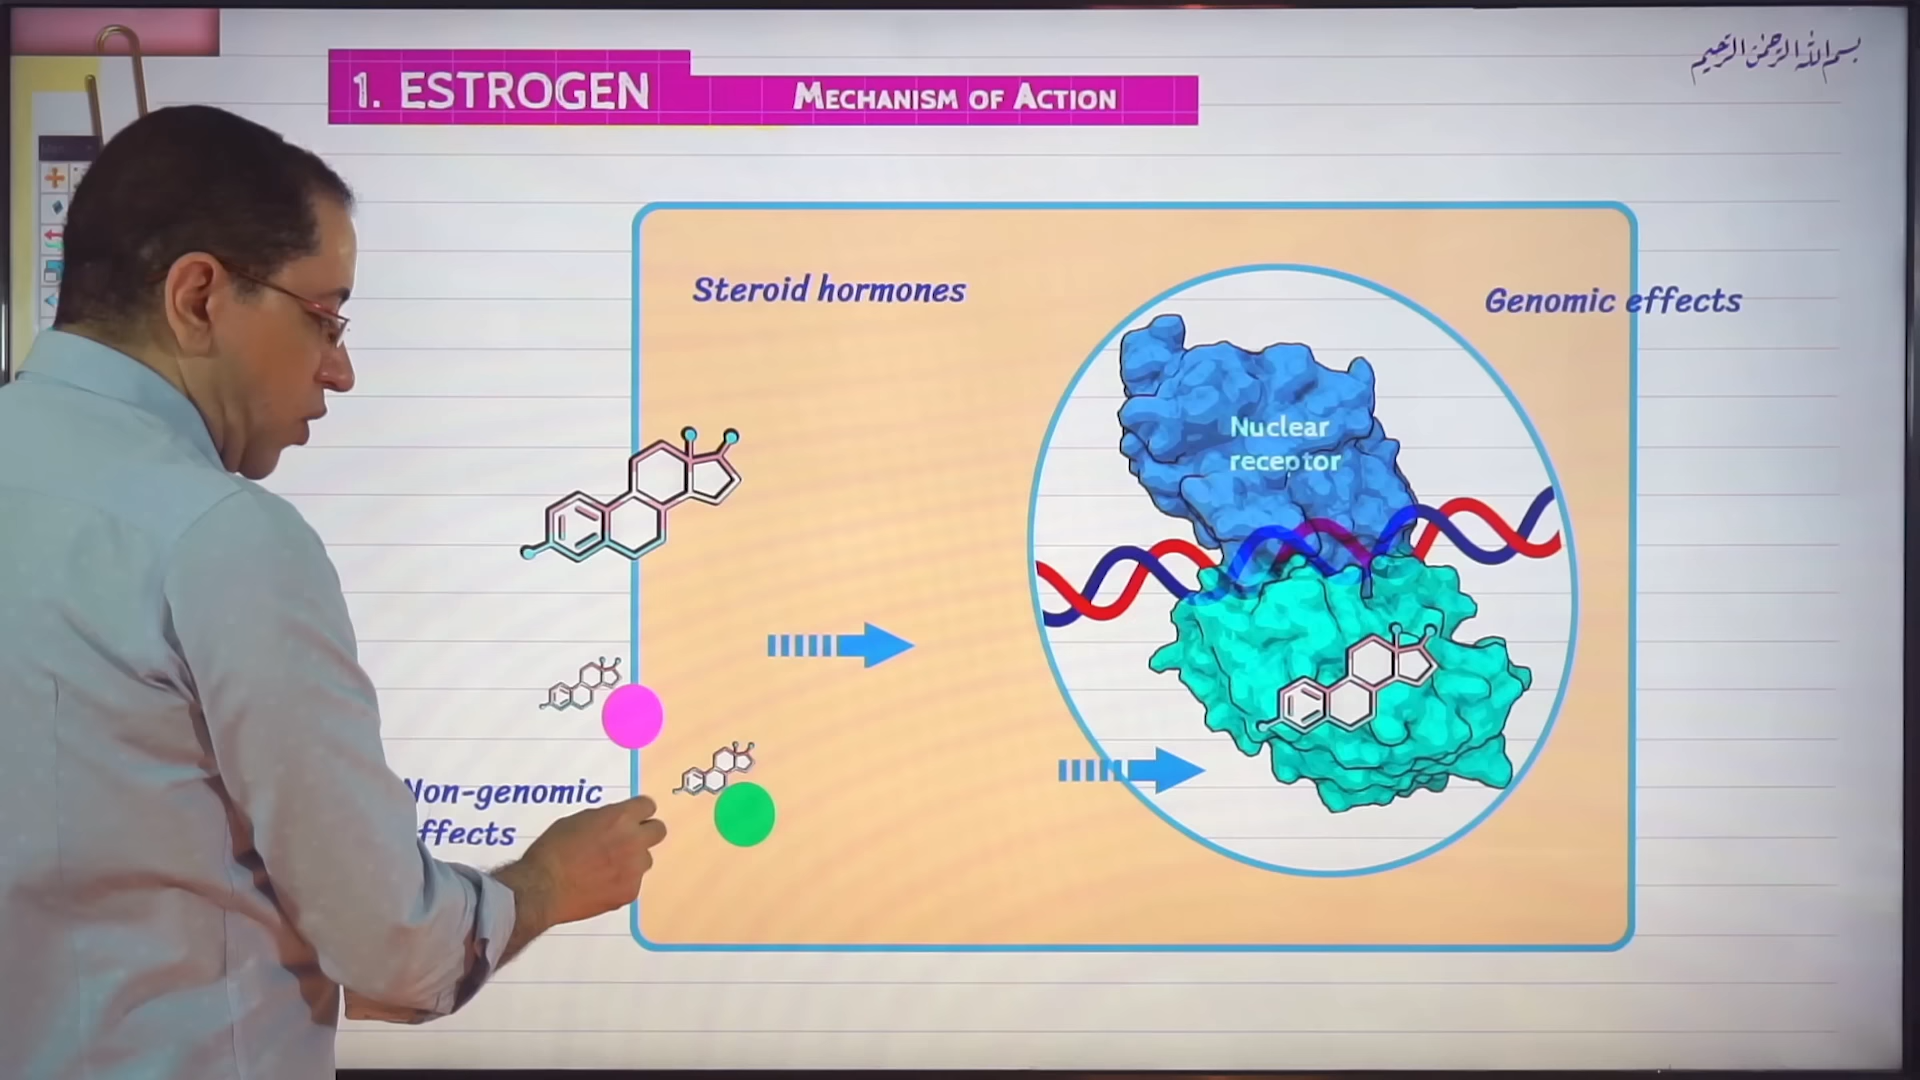 بسم الله الرحمن الرحيم
1. ESTROGEN
MECHANISM OF ACTION
Steroid hormones
Genomic effects
Nuclear
receptor
Non-genomic
ffects